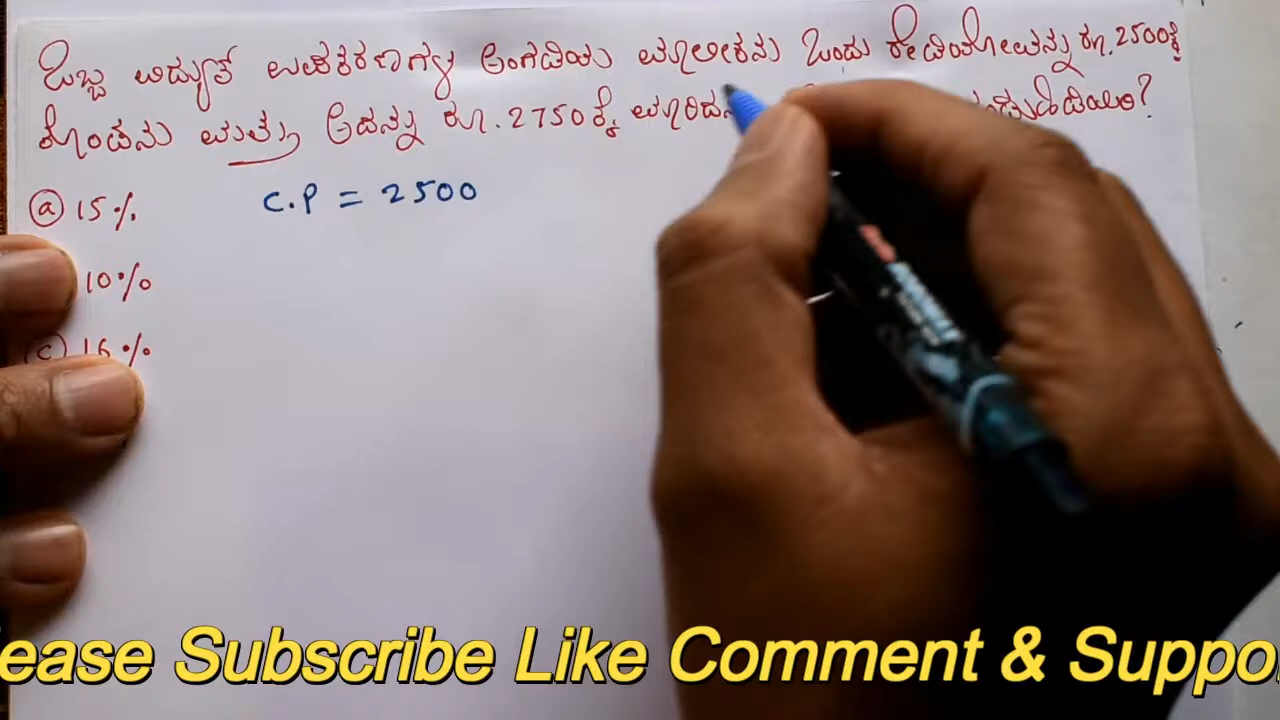 ಒಬ್ಬ ವಿದ್ಯುತ್ ಉಪಕರಣಗಳ ಅಂಗಡಿಯ ಮಾಲೀಕನು ಒಂದು ರೇಡಿಯೋವನ್ನು ರೂ.2500ಕ್ಕೆ
ಕೊಂಡನು ಮತ್ತು ಅದನ್ನು ರೂ.2750ಕ್ಕೆ ಕಂಡುಹಿಡಿಯಿರಿ?
(a) 15%
C.P = 2500
10%
(c) 16%
ease Subscribe Like Comment & Suppo